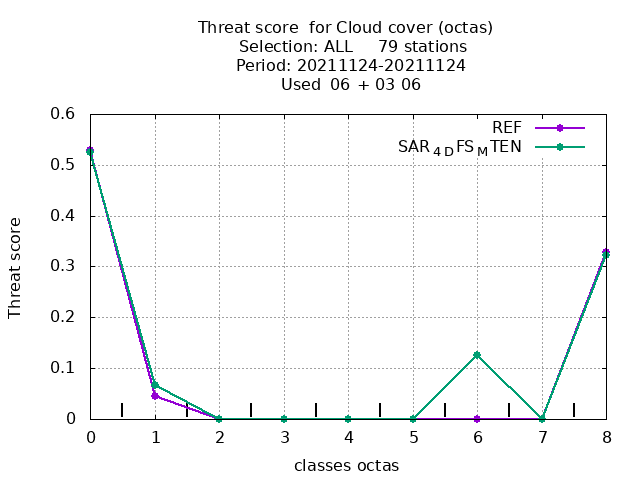 Threat score  for Cloud cover (octas)
Selection: ALL     79 stations
Period: 20211124-20211124
Used  06 + 03 06
REF
SAR4DFSMTEN
Threat score
0.6
0.5
0.4
0.3
0.2
0.1
0
0 1 2 3 4 5 6 7 8
classes octas